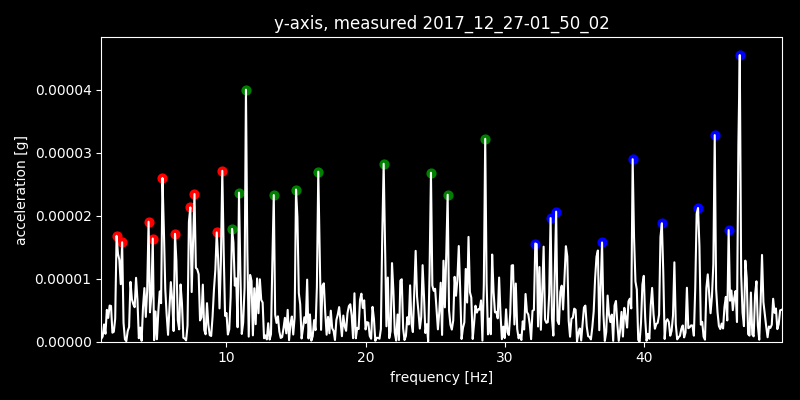 y-axis, measured 2017_12_27-01_50_02
acceleration [g]
0.00004
0.00003
0.00002
0.00001
0.00000
10 20 30 40
frequency [Hz]